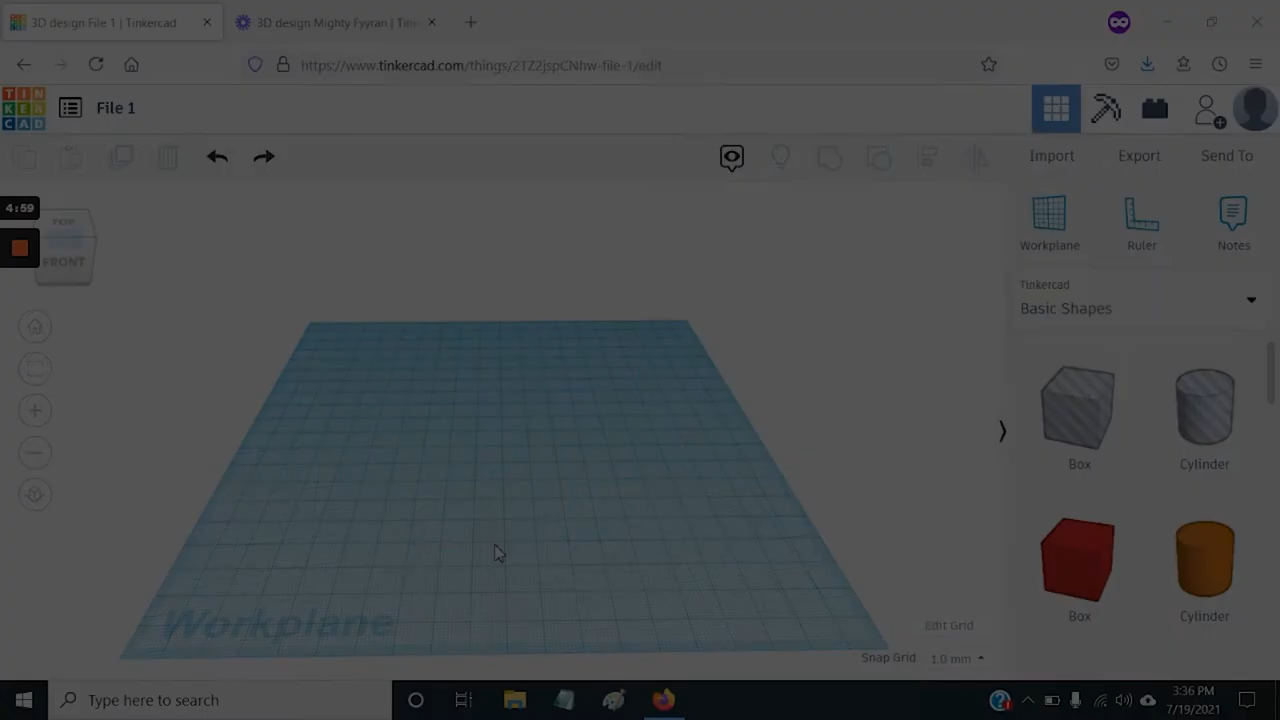 3D design File 1 | Tinkercad
3D design Mighty Fyyran | Tin
https://www.tinkercad.com/things/2TZ2jspCNhw-file-1/edit
TIN
KER
CAD
File 1
Import
Export
Send To
4:59
TOP
FRONT
Workplane
Ruler
Notes
Tinkercad
Basic Shapes
Box
Cylinder
Box
Cylinder
Workplane
Edit Grid
Snap Grid
1.0 mm
Type here to search
3:36 PM
7/19/2021